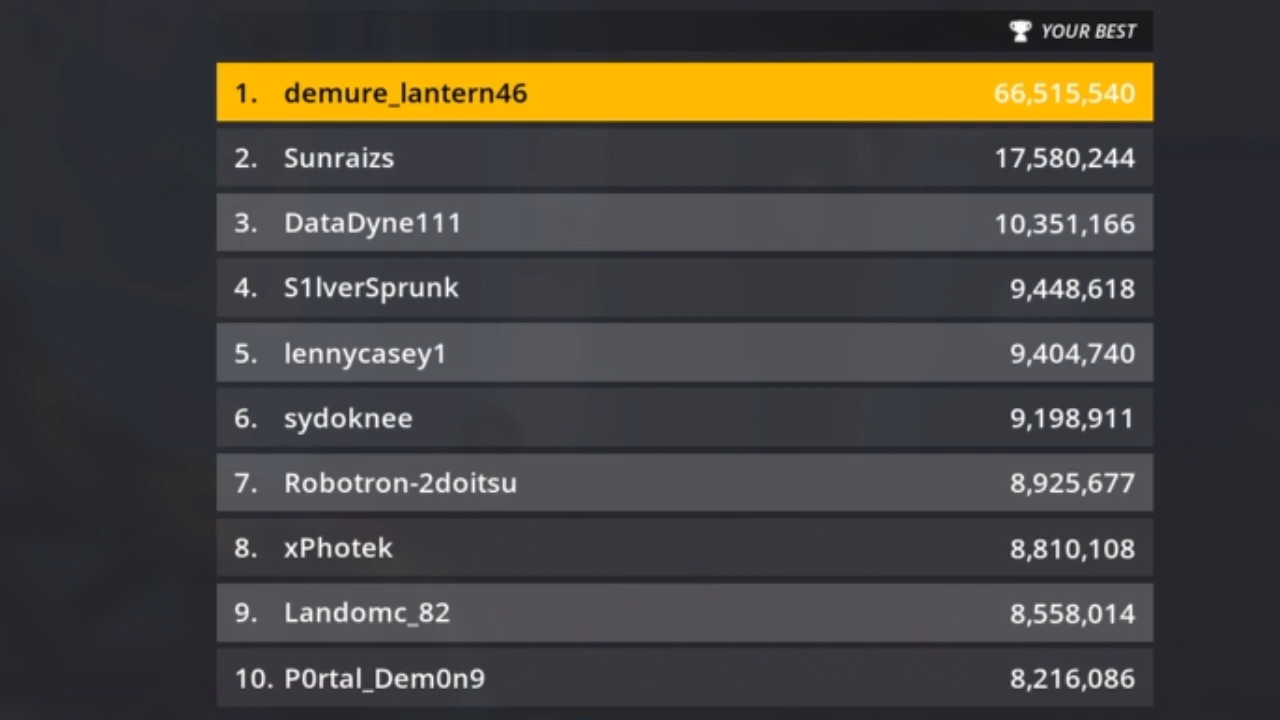 YOUR BEST
1. demure_lantern46 66,515,540
2. Sunraizs 17,580,244
3. DataDyne111 10,351,166
4. S1lverSprunk 9,448,618
5. lennycasey1 9,404,740
6. sydoknee 9,198,911
7. Robotron-2doitsu 8,925,677
8. xPhotek 8,810,108
9. Landomc_82 8,558,014
10. P0rtal_Dem0n9 8,216,086